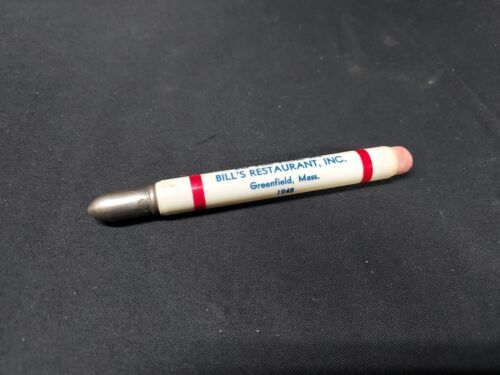 BILL'S RESTAURANT, INC.
Greenfield, Mass.
1948